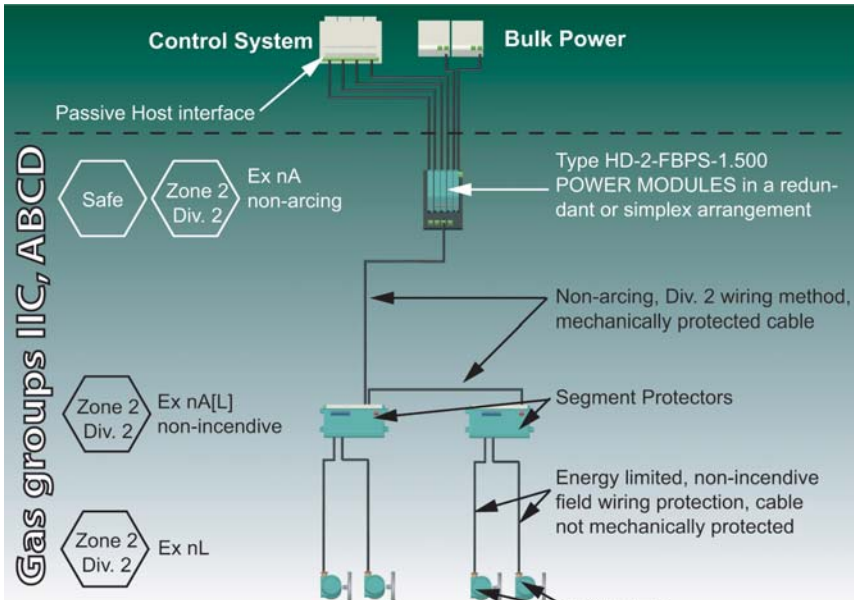 Control System
Bulk Power
Passive Host interface
Safe
Zone 2
Div. 2
Ex nA
non-arcing
Type HD-2-FBPS-1.500
POWER MODULES in a redun-
dant or simplex arrangement
Non-arcing, Div. 2 wiring method,
mechanically protected cable
Gas groups IIC, ABCD
Zone 2
Div. 2
Ex nA[L]
non-incendive
Segment Protectors
Energy limited, non-incendive
field wiring protection, cable
not mechanically protected
Zone 2
Div. 2
Ex nL